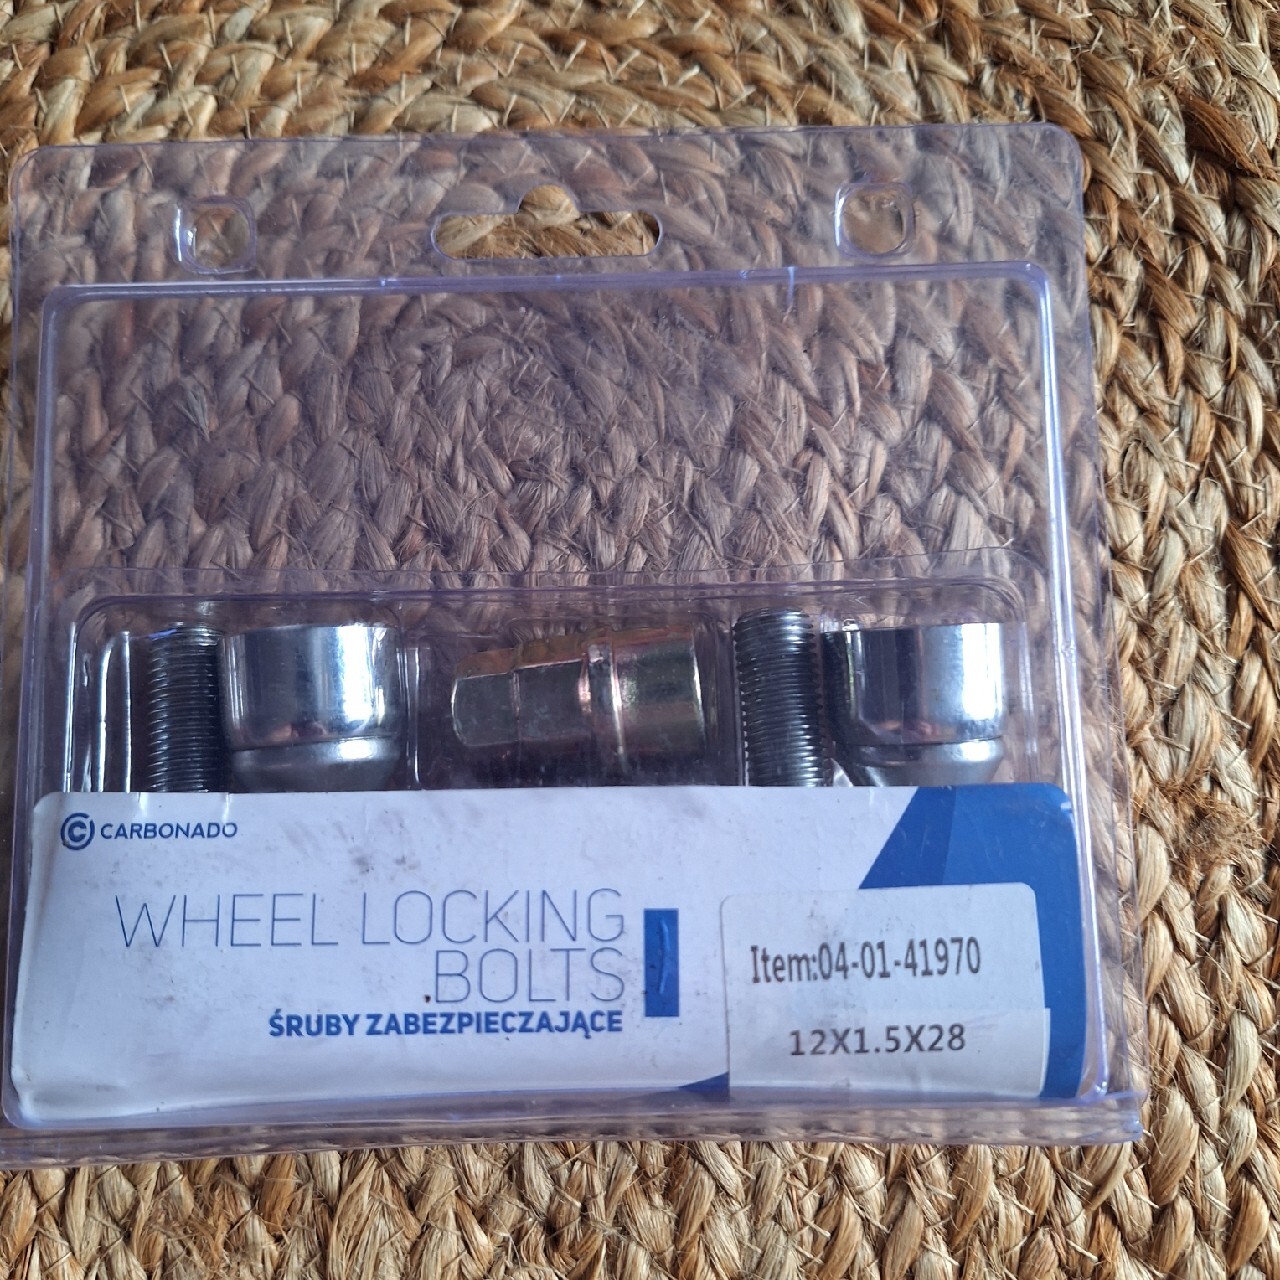 CARBONADO
WHEEL LOCKING
BOLTS
ŚRUBY ZABEZPIECZAJĄCE
Item:04-01-41970
12X1.5X28